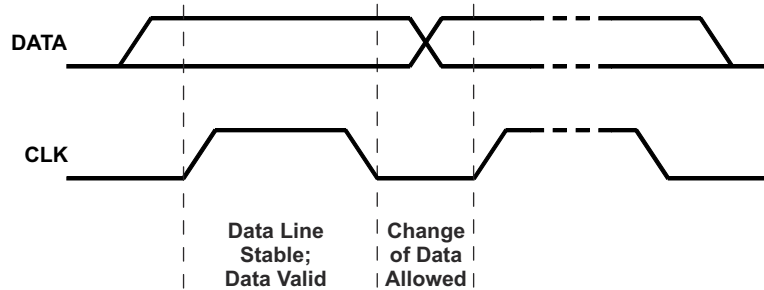 DATA
CLK
Data Line
Stable;
Data Valid
Change
of Data
Allowed